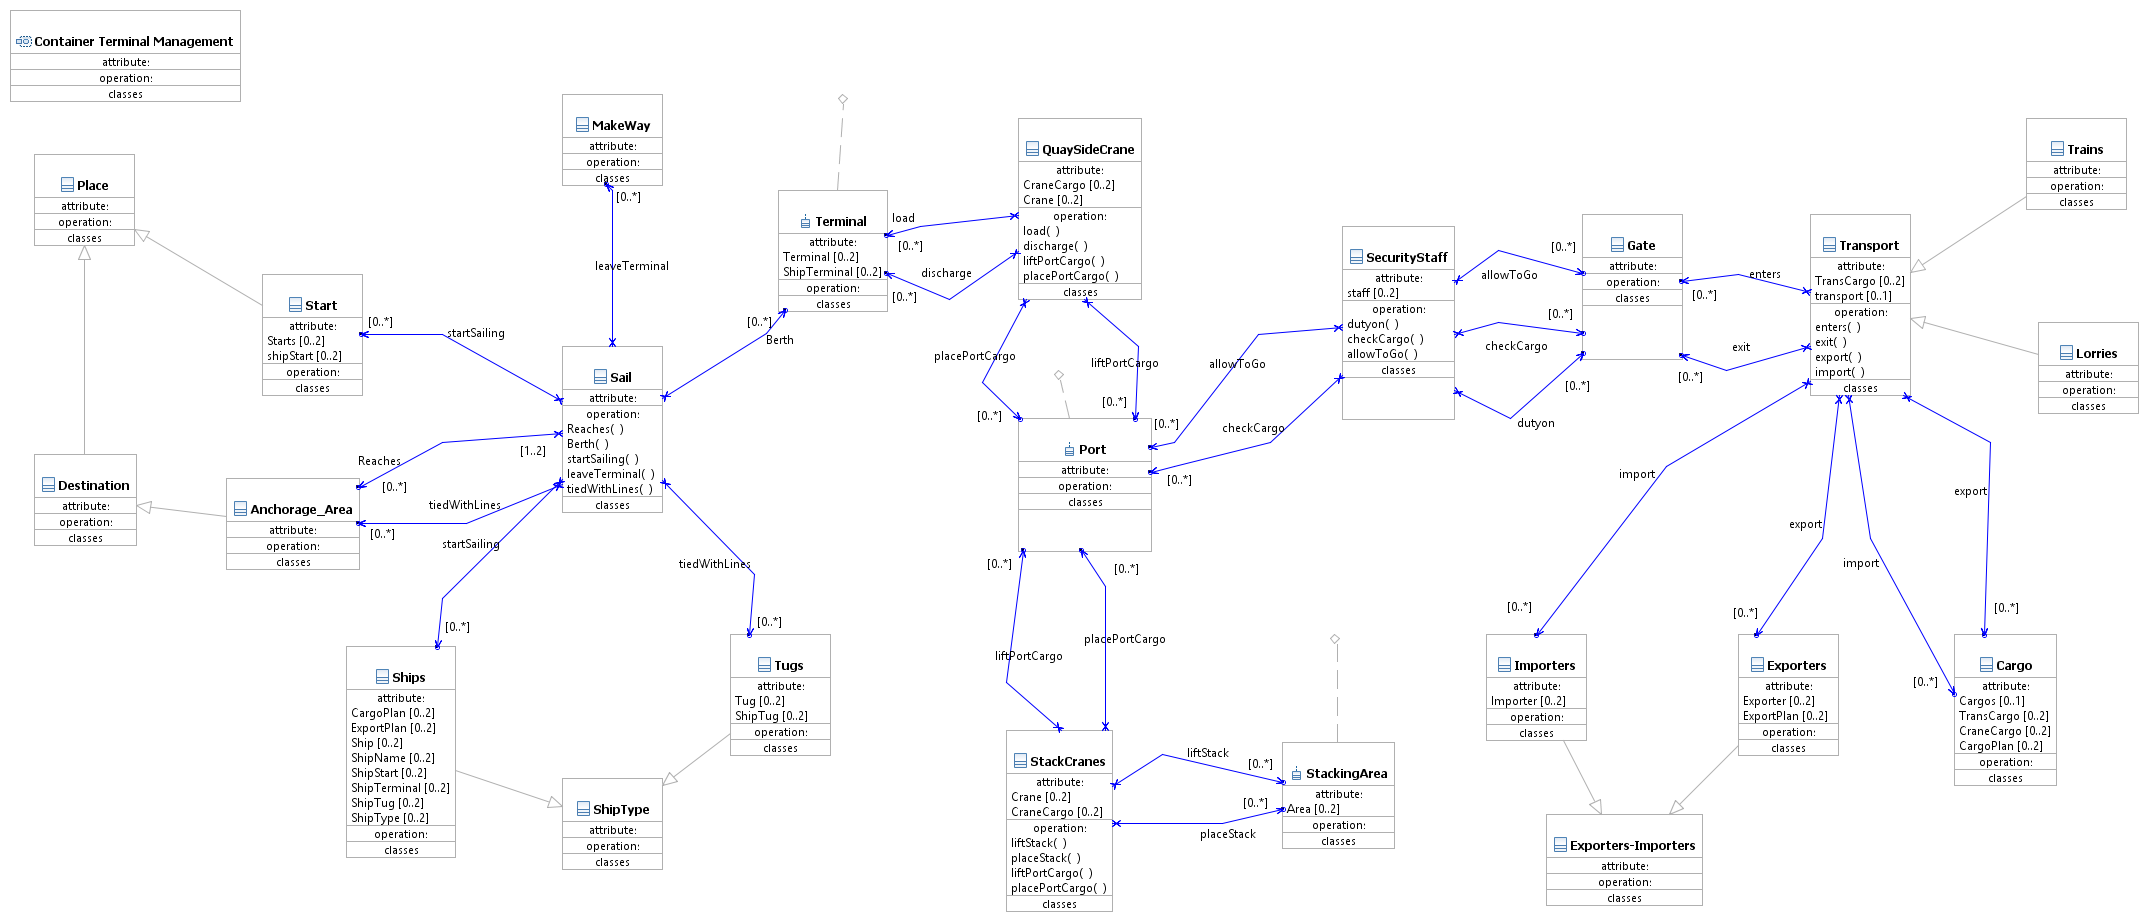 Container Terminal Management
attribute:
operation:
classes
Place
attribute:
operation:
classes
Start
attribute:
Starts [0..2]
shipStart [0..2]
operation:
classes
[0..*]
startSailing
Destination
attribute:
operation:
classes
Anchorage_Area
attribute:
operation:
classes
Reaches
[0..*]
[1..2]
tiedWithLines
[0..*]
MakeWay
attribute:
operation:
classes
[0..*]
leaveTerminal
Sail
attribute:
operation:
Reaches( )
Berth( )
startSailing( )
leaveTerminal( )
tiedWithLines( )
classes
startSailing
[0..*]
tiedWithLines
[0..*]
Ships
attribute:
CargoPlan [0..2]
ExportPlan [0..2]
Ship [0..2]
ShipName [0..2]
ShipStart [0..2]
ShipTerminal [0..2]
ShipTug [0..2]
ShipType [0..2]
operation:
classes
Tugs
attribute:
Tug [0..2]
ShipTug [0..2]
operation:
classes
ShipType
attribute:
operation:
classes
Terminal
attribute:
Terminal [0..2]
ShipTerminal [0..2]
operation:
classes
[0..*]
Berth
load
[0..*]
discharge
[0..*]
QuaySideCrane
attribute:
CraneCargo [0..2]
Crane [0..2]
operation:
load( )
discharge( )
liftPortCargo( )
placePortCargo( )
classes
placePortCargo
[0..*]
liftPortCargo
[0..*]
Port
attribute:
operation:
classes
[0..*]
allowToGo
[0..*]
checkCargo
[0..*]
liftPortCargo
[0..*]
placePortCargo
StackCranes
attribute:
Crane [0..2]
CraneCargo [0..2]
operation:
liftStack( )
placeStack( )
liftPortCargo( )
placePortCargo( )
classes
liftStack
[0..*]
placeStack
[0..*]
StackingArea
attribute:
Area [0..2]
operation:
classes
SecurityStaff
attribute:
staff [0..2]
operation:
dutyon( )
checkCargo( )
allowToGo( )
classes
allowToGo
[0..*]
checkCargo
[0..*]
dutyon
[0..*]
Gate
attribute:
operation:
classes
enters
[0..*]
exit
[0..*]
Transport
attribute:
TransCargo [0..2]
transport [0..1]
operation:
enters( )
exit( )
export( )
import( )
classes
Trains
attribute:
operation:
classes
Lorries
attribute:
operation:
classes
import
[0..*]
export
[0..*]
import
[0..*]
export
[0..*]
Importers
attribute:
Importer [0..2]
operation:
classes
Exporters
attribute:
Exporter [0..2]
ExportPlan [0..2]
operation:
classes
Cargo
attribute:
Cargos [0..1]
TransCargo [0..2]
CraneCargo [0..2]
CargoPlan [0..2]
operation:
classes
Exporters-Importers
attribute:
operation:
classes